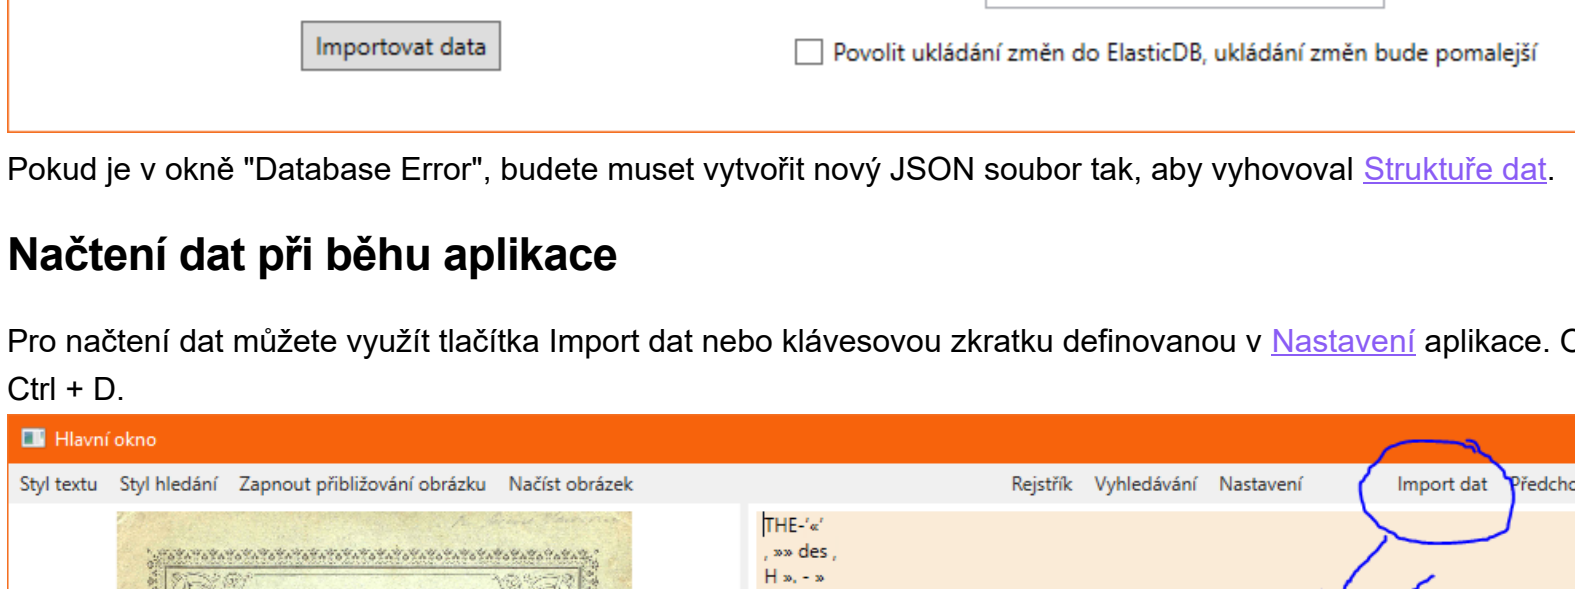 Importovat data
Povolit ukládání změn do ElasticDB, ukládání změn bude pomalejší
Pokud je v okně "Database Error", budete muset vytvořit nový JSON soubor tak, aby vyhovoval Struktuře dat.
Načtení dat při běhu aplikace
Pro načtení dat můžete využít tlačítka Import dat nebo klávesovou zkratku definovanou v Nastavení aplikace.
Ctrl + D.
Hlavní okno
Styl textu Styl hledání Zapnout přibližování obrázku Načíst obrázek Rejstřík Vyhledávání Nastavení Import dat
THE-'«'
, »» des ,
H ». - »